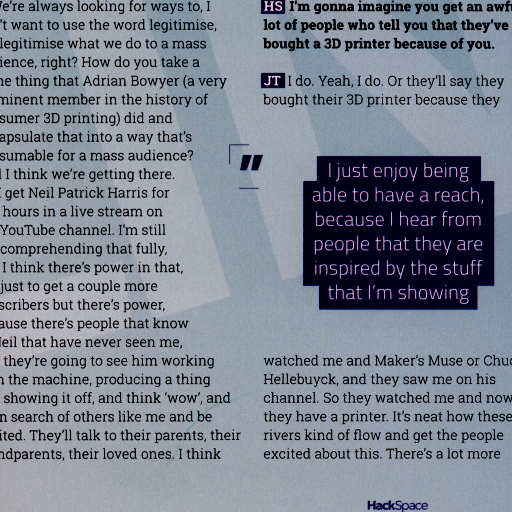 We're always looking for ways to, I
't want to use the word legitimise,
legitimise what we do to a mass
ience, right? How do you take a
ne thing that Adrian Bowyer (a very
minent member in the history of
sumer 3D printing) did and
apsulate that into a way that's
sumable for a mass audience?
I think we're getting there.
I get Neil Patrick Harris for
hours in a live stream on
YouTube channel. I'm still
comprehending that fully,
I think there's power in that,
just to get a couple more
scribers but there's power,
ause there's people that know
Neil that have never seen me,
they're going to see him working
n the machine, producing a thing
showing it off, and think 'wow', and
n search of others like me and be
ited. They'll talk to their parents, their
ndparents, their loved ones. I think
HS I'm gonna imagine you get an awfu
lot of people who tell you that they've
bought a 3D printer because of you.
JT I do. Yeah, I do. Or they'll say they
bought their 3D printer because they
"
I just enjoy being
able to have a reach,
because I hear from
people that they are
inspired by the stuff
that I'm showing
watched me and Maker's Muse or Chuc
Hellebuyck, and they saw me on his
channel. So they watched me and now
they have a printer. It's neat how these
rivers kind of flow and get the people
excited about this. There's a lot more
HackSpace